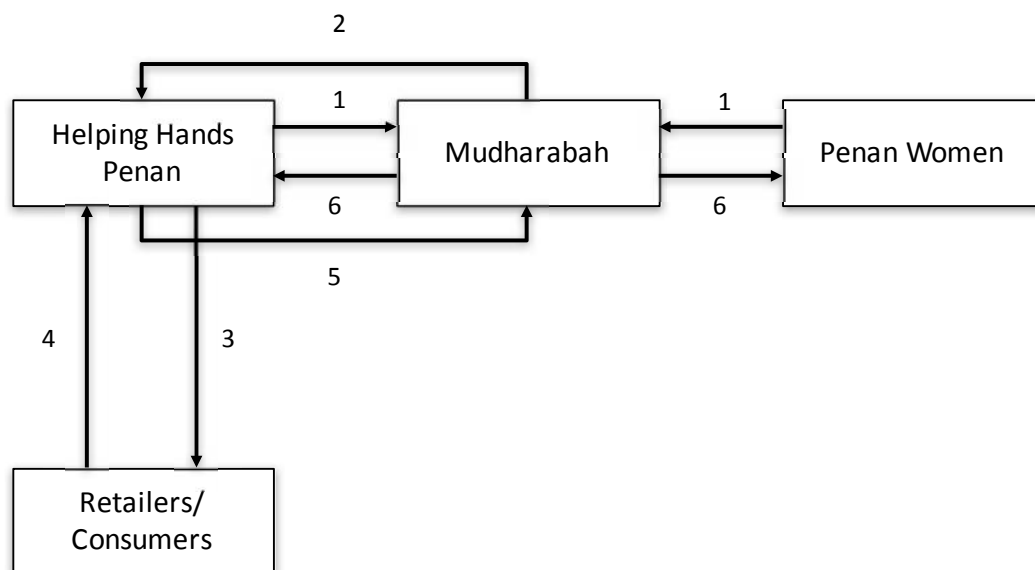 2
1
1
Helping Hands
Penan
Mudharabah
Penan Women
6
6
5
4
3
Retailers/
Consumers